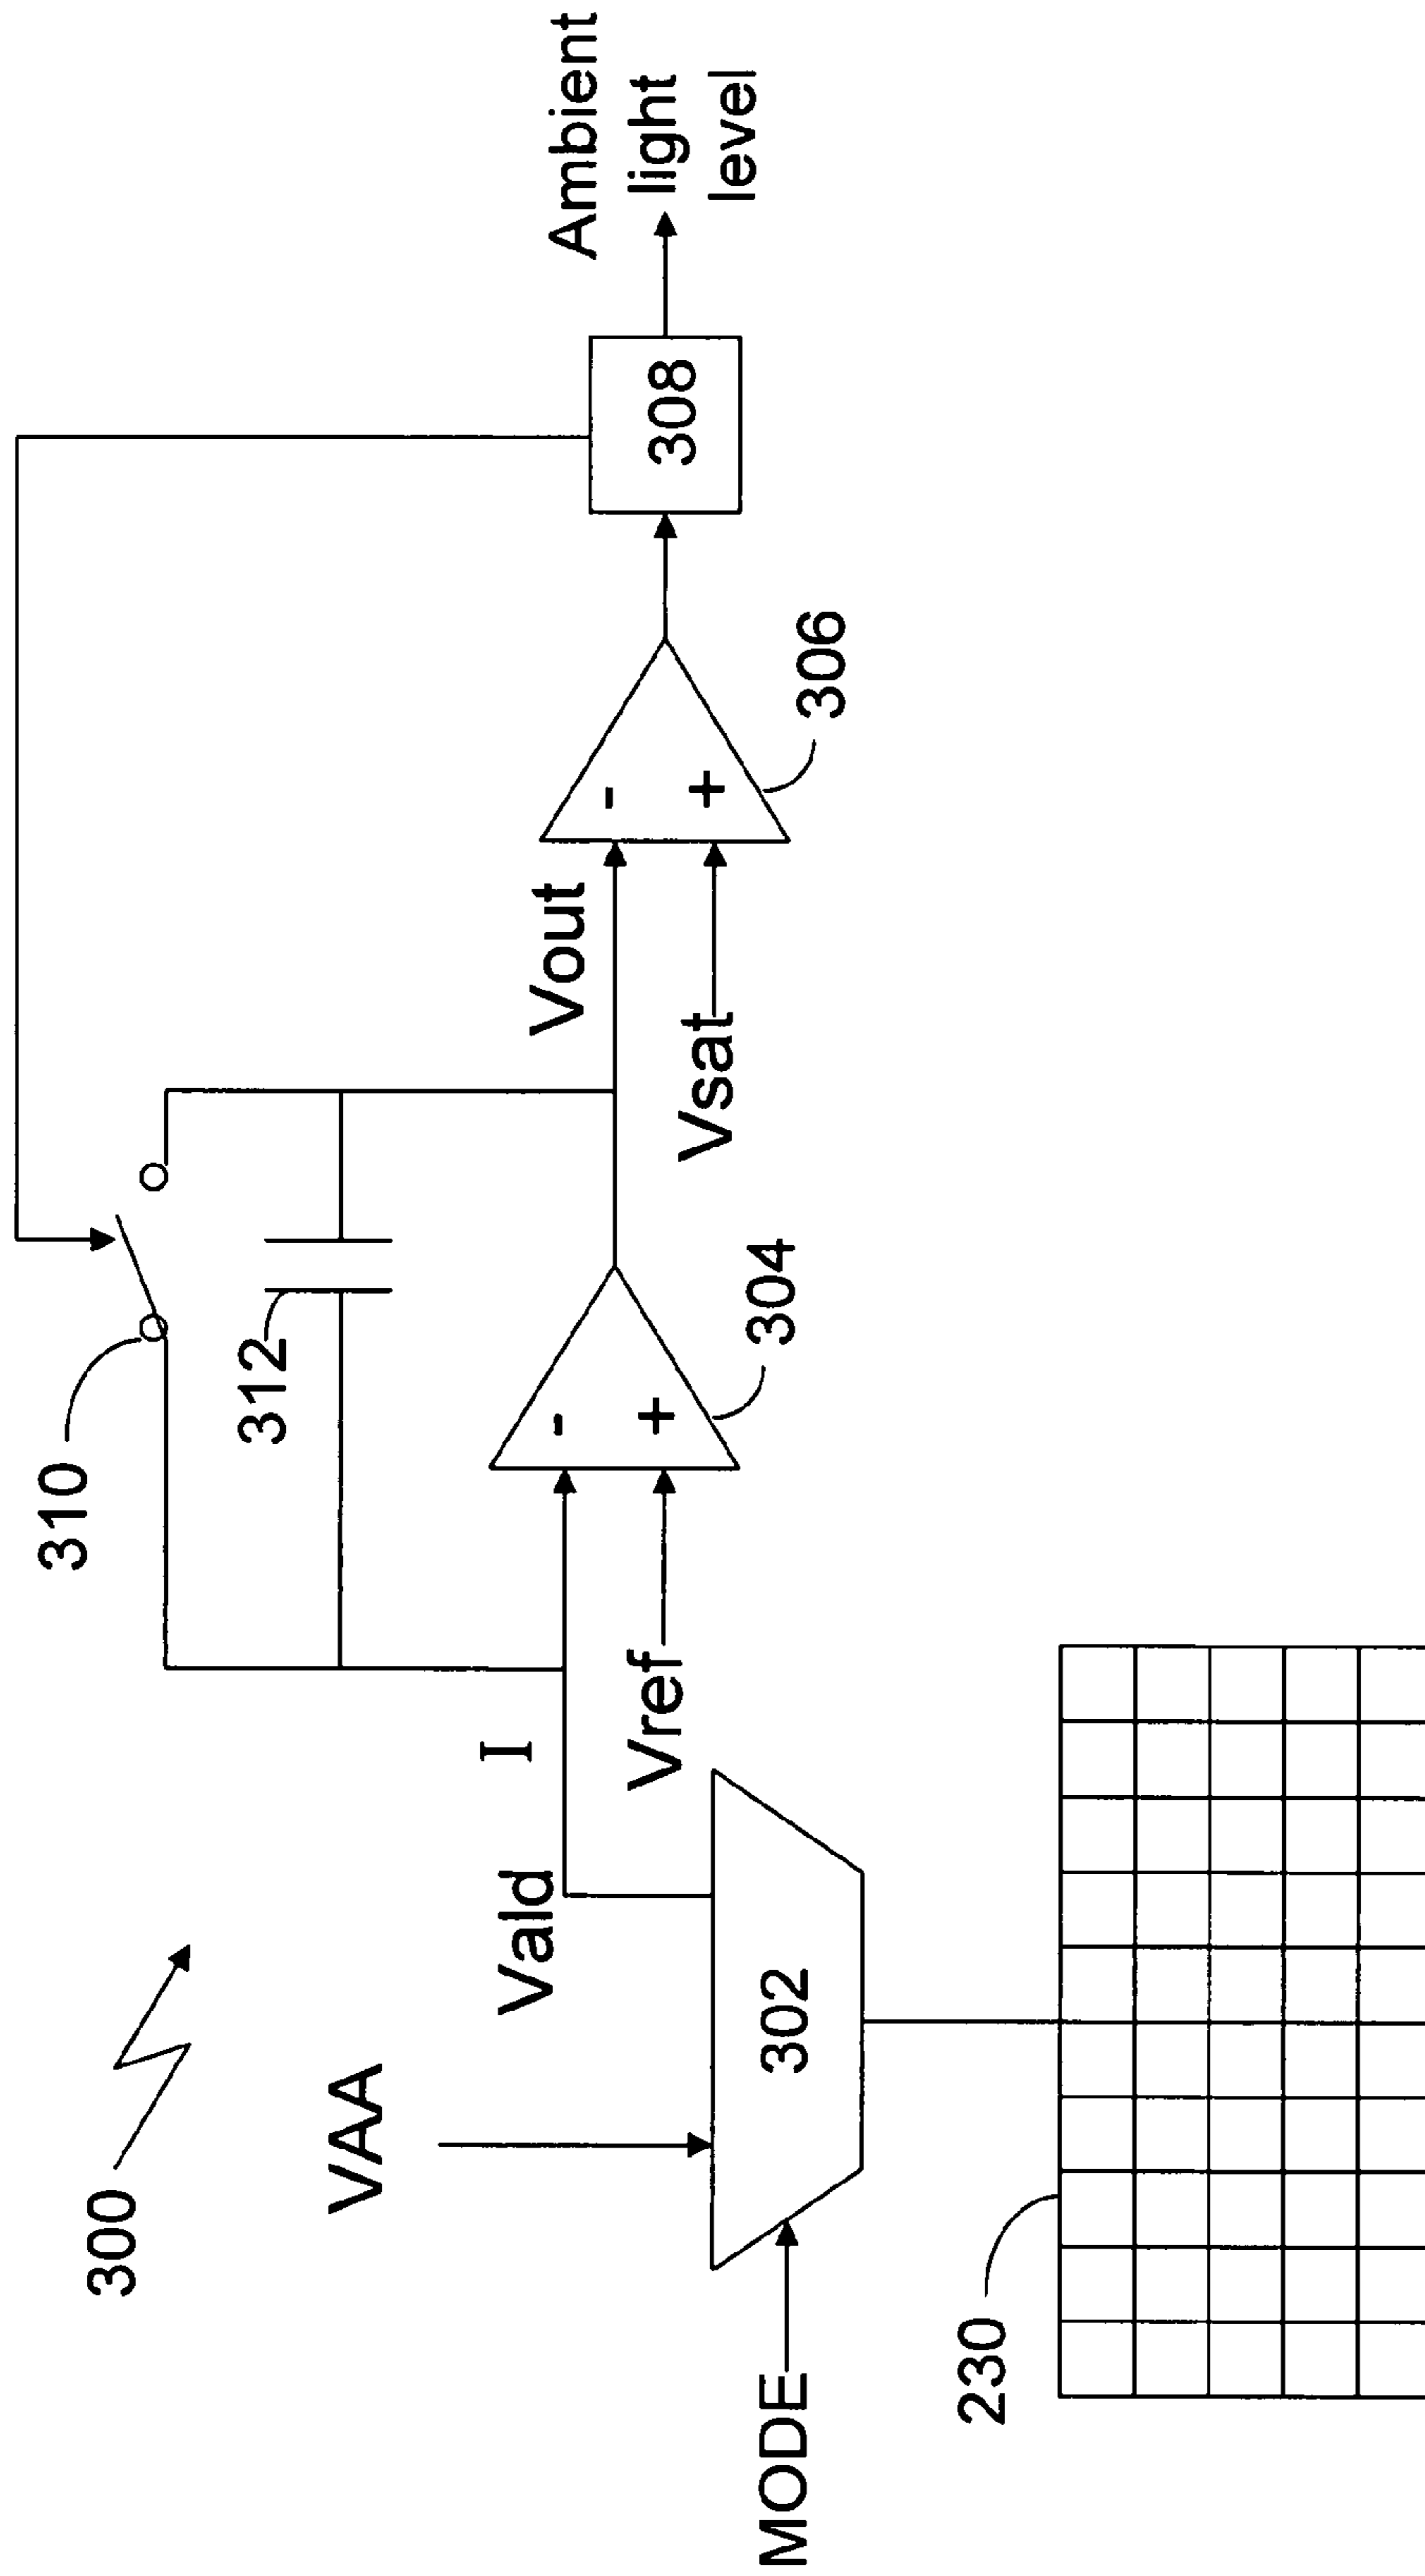 300
310
312
VAA
Vald
I
Vref
304
Vout
Vsat
306
308
Ambient
light
level
MODE
302
230
-
+
-
+